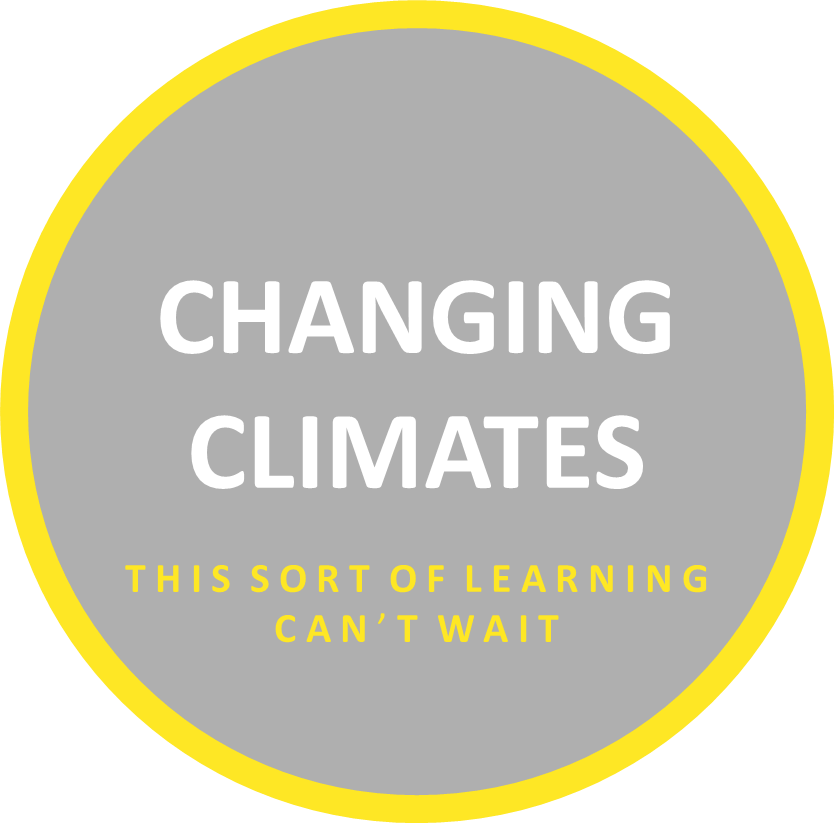 CHANGING
CLIMATES
THIS SORT OF LEARNING
CAN’T WAIT